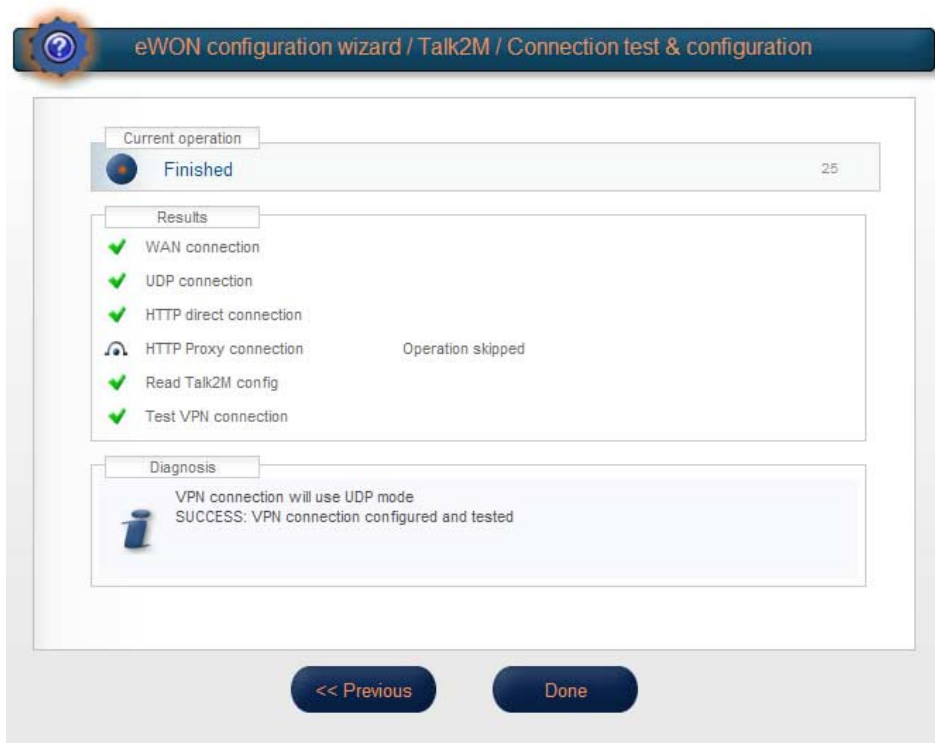 eWON configuration wizard / Talk2M / Connection test & configuration
Current operation
Finished 25
Results
WAN connection
UDP connection
HTTP direct connection
HTTP Proxy connection Operation skipped
Read Talk2M config
Test VPN connection
Diagnosis
VPN connection will use UDP mode
SUCCESS: VPN connection configured and tested
<< Previous Done